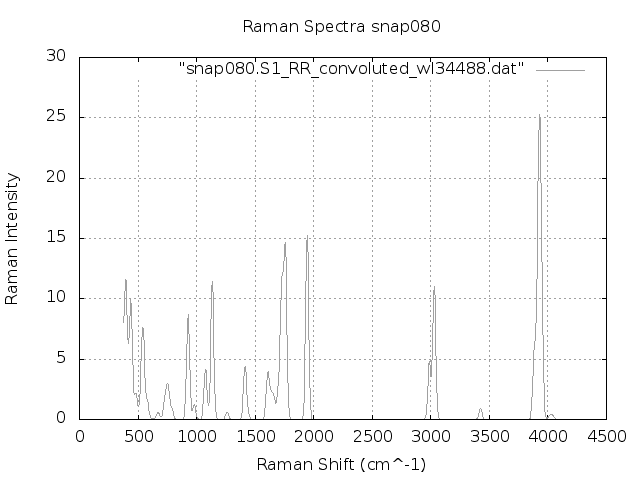 Raman Spectra snap080
"snap080.S1_RR_convoluted_wl34488.dat"
30
25
20
15
10
5
0
Raman Intensity
0 500 1000 1500 2000 2500 3000 3500 4000 4500
Raman Shift (cm^-1)